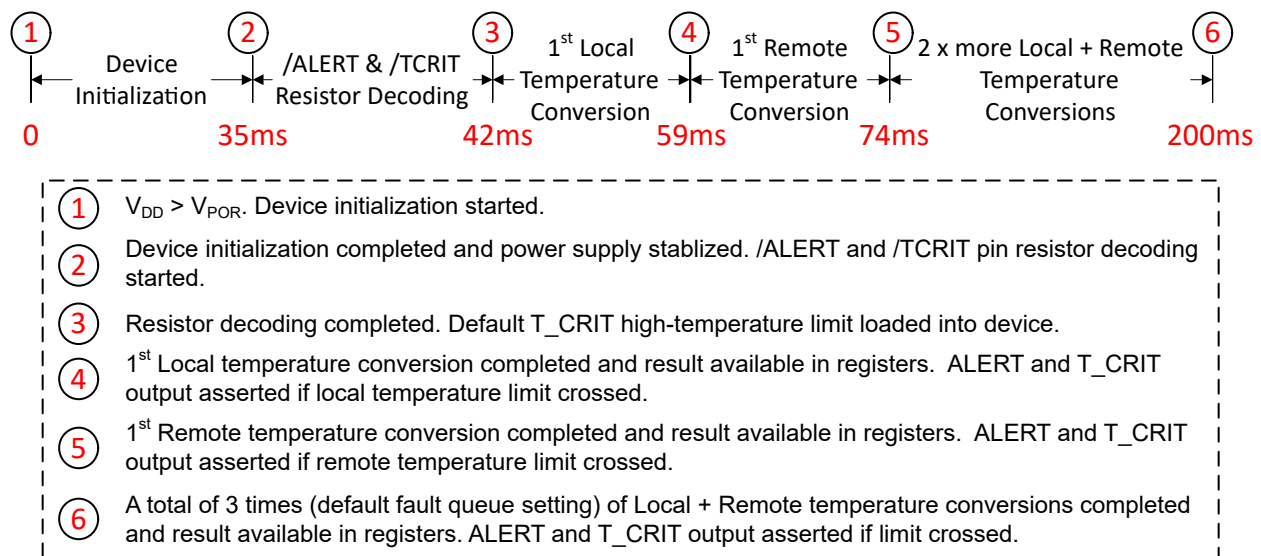 1 2 3 4 5 6
Device Initialization
/ALERT & /TCRIT Resistor Decoding
1st Local Temperature Conversion
1st Remote Temperature Conversion
2 x more Local + Remote Temperature Conversions
0 35ms 42ms 59ms 74ms 200ms
1 VDD > VPOR. Device initialization started.
2 Device initialization completed and power supply stablized. /ALERT and /TCRIT pin resistor decoding
started.
3 Resistor decoding completed. Default T_CRIT high-temperature limit loaded into device.
4 1st Local temperature conversion completed and result available in registers.  ALERT and T_CRIT
output asserted if local temperature limit crossed.
5 1st Remote temperature conversion completed and result available in registers.  ALERT and T_CRIT
output asserted if remote temperature limit crossed.
6 A total of 3 times (default fault queue setting) of Local + Remote temperature conversions completed
and result available in registers. ALERT and T_CRIT output asserted if limit crossed.